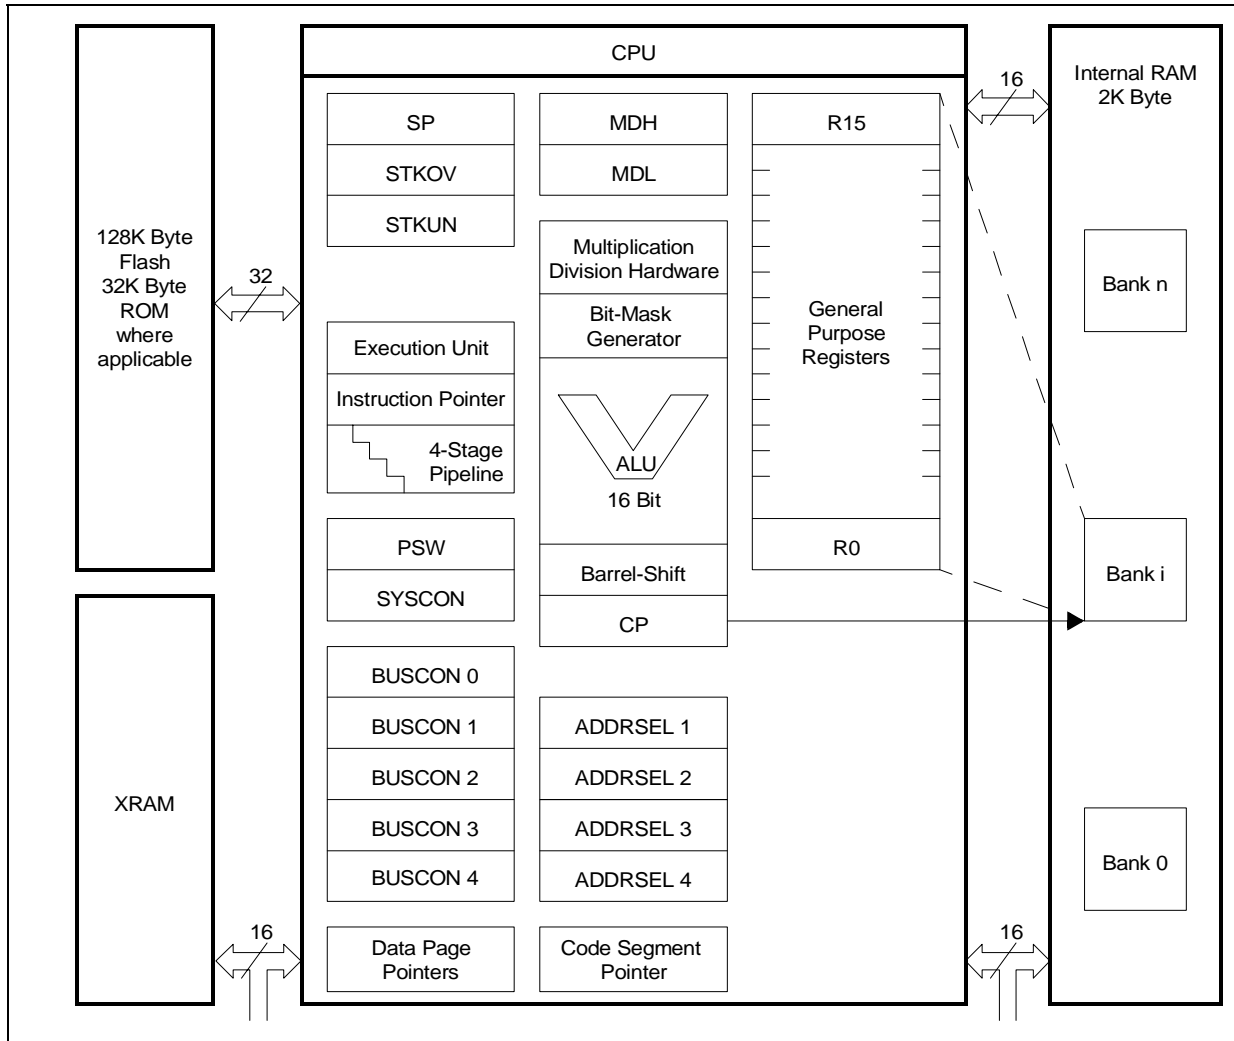 CPU
128K Byte
Flash
32K Byte
ROM
where
applicable
32
XRAM
16
SP
STKOV
STKUN
Execution Unit
Instruction Pointer
4-Stage
Pipeline
PSW
SYSCON
BUSCON 0
BUSCON 1
BUSCON 2
BUSCON 3
BUSCON 4
Data Page
Pointers
MDH
MDL
Multiplication
Division Hardware
Bit-Mask
Generator
ALU
16 Bit
Barrel-Shift
CP
ADDRSEL 1
ADDRSEL 2
ADDRSEL 3
ADDRSEL 4
Code Segment
Pointer
R15
General
Purpose
Registers
R0
16
16
Internal RAM
2K Byte
Bank n
Bank i
Bank 0